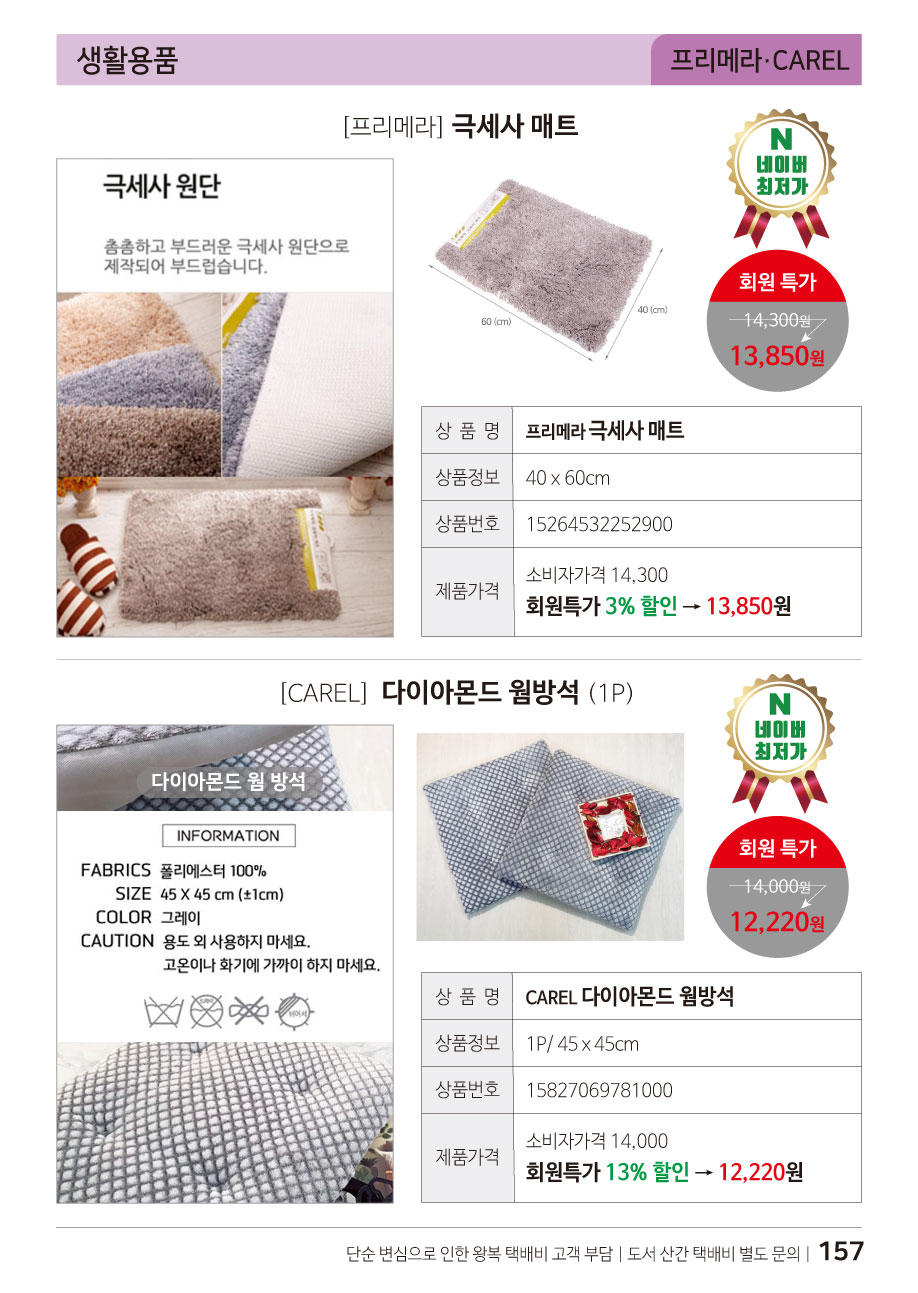 생활용품
프리메라·CAREL
[프리메라] 극세사 매트
N
네이버
최저가
극세사 원단
촘촘하고 부드러운 극세사 원단으로
제작되어 부드럽습니다.
60 (cm)
40 (cm)
회원 특가
14,300원
13,850원
상 품 명 프리메라 극세사 매트
상품정보 40 x 60cm
상품번호 15264532252900
제품가격 소비자가격 14,300
회원특가 3% 할인 → 13,850원
[CAREL] 다이아몬드 웜방석 (1P)
N
네이버
최저가
다이아몬드 웜 방석
INFORMATION
FABRICS 폴리에스터 100%
SIZE 45 X 45 cm (±1cm)
COLOR 그레이
CAUTION 용도 외 사용하지 마세요.
고온이나 화기에 가까이 하지 마세요.
회원 특가
14,000원
12,220원
상 품 명 CAREL 다이아몬드 웜방석
상품정보 1P/ 45 x 45cm
상품번호 15827069781000
제품가격 소비자가격 14,000
회원특가 13% 할인 → 12,220원
단순 변심으로 인한 왕복 택배비 고객 부담 | 도서 산간 택배비 별도 문의 | 157